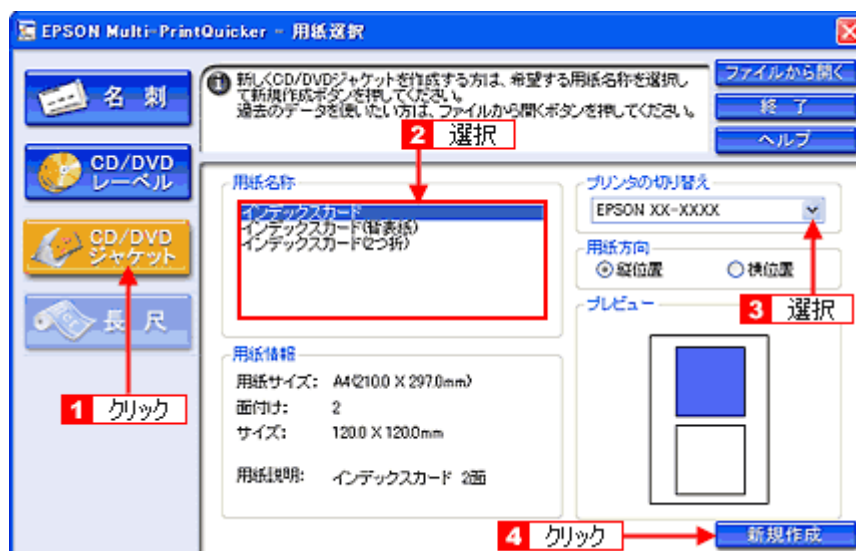 EPSON Multi-PrintQuicker - 用紙選択
名 刺
CD/DVD
レーベル
CD/DVD
ジャケット
長 尺
新しくCD/DVDジャケットを作成する方は、希望する用紙名称を選択し
て新規作成ボタンを押してください。
過去のデータを使いたい方は、ファイルから開くボタンを押してください。
ファイルから開く
終 了
ヘルプ
2 選択
用紙名称
インデックスカード
インデックスカード(背表紙)
インデックスカード(2つ折)
プリンタの切り替え
EPSON XX-XXXX
用紙方向
縦位置
横位置
3 選択
プレビュー
用紙情報
用紙サイズ: A4(210.0 X 297.0mm)
面付け: 2
サイズ: 120.0 X 120.0mm
用紙説明: インデックスカード 2面
1 クリック
4 クリック
新規作成